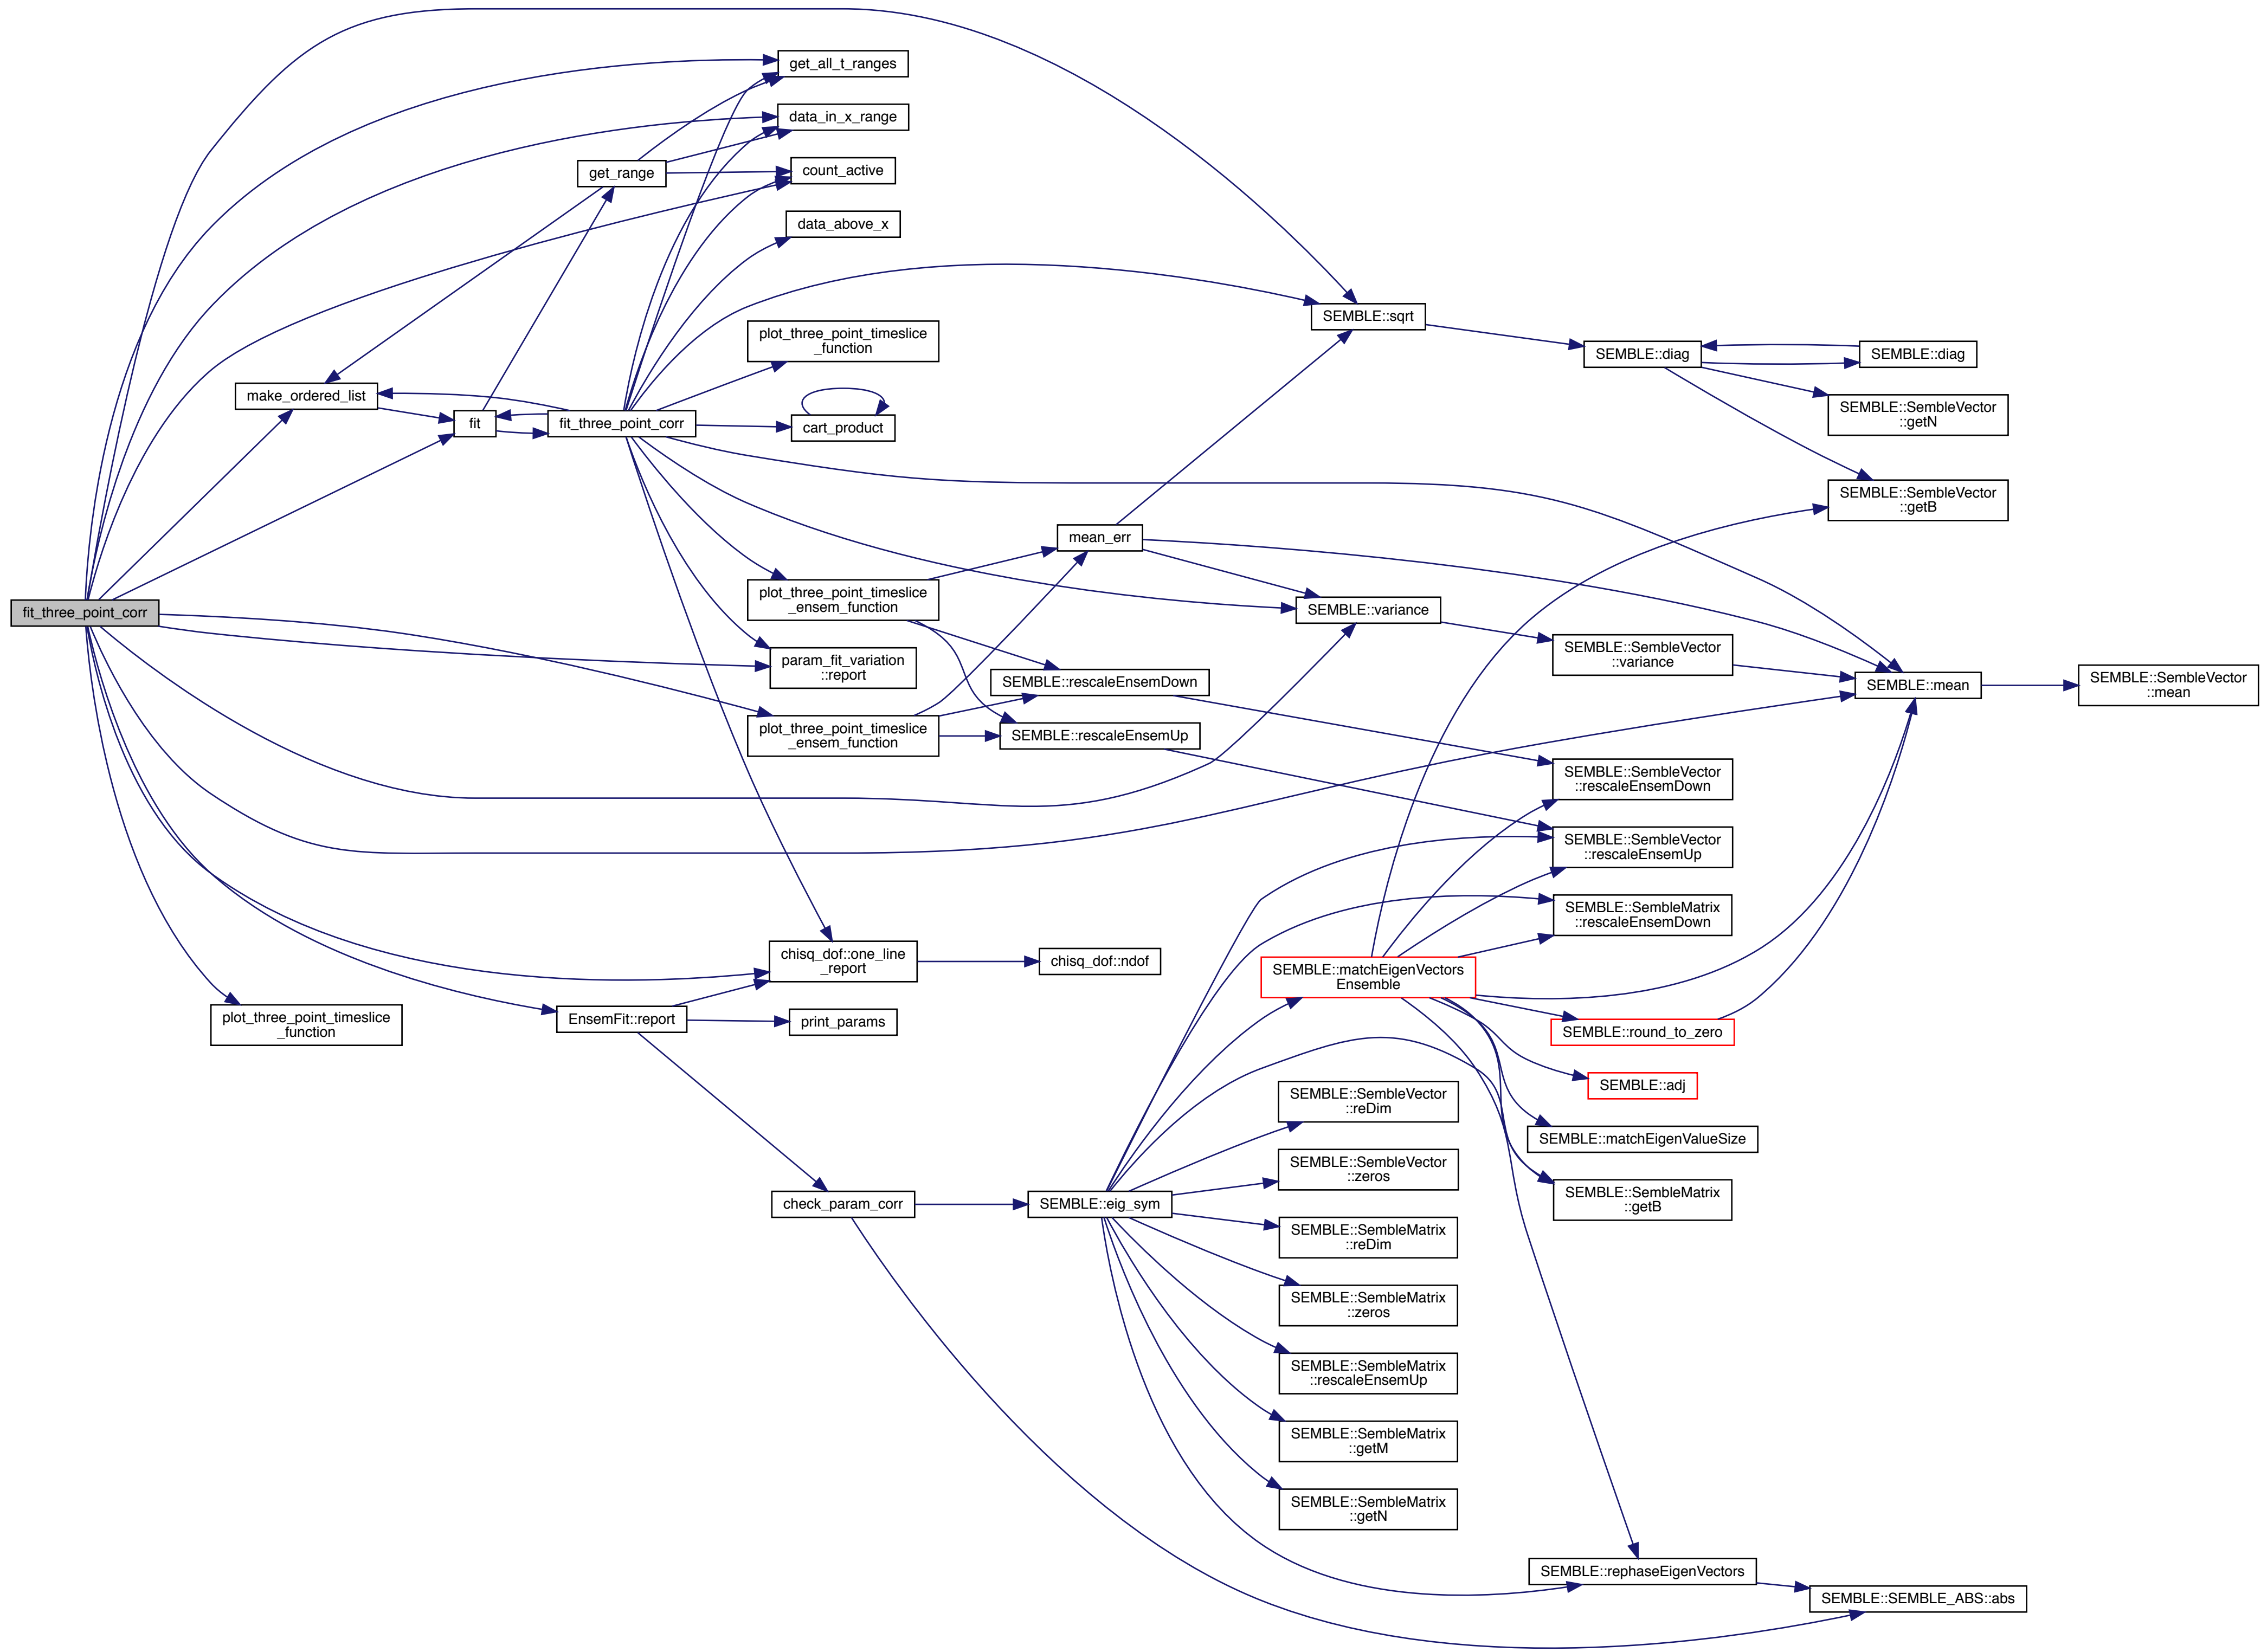 get_all_t_ranges
data_in_x_range
get_range
count_active
data_above_x
SEMBLE::sqrt
plot_three_point_timeslice
_function
SEMBLE::diag
SEMBLE::diag
make_ordered_list
fit
fit_three_point_corr
cart_product
SEMBLE::SembleVector
::getN
SEMBLE::SembleVector
::getB
mean_err
fit_three_point_corr
plot_three_point_timeslice
_ensem_function
SEMBLE::variance
param_fit_variation
::report
SEMBLE::SembleVector
::variance
SEMBLE::rescaleEnsemDown
SEMBLE::mean
SEMBLE::SembleVector
::mean
plot_three_point_timeslice
_ensem_function
SEMBLE::rescaleEnsemUp
SEMBLE::SembleVector
::rescaleEnsemDown
SEMBLE::SembleVector
::rescaleEnsemUp
SEMBLE::SembleMatrix
::rescaleEnsemDown
chisq_dof::one_line
_report
chisq_dof::ndof
SEMBLE::matchEigenVectors
Ensemble
plot_three_point_timeslice
_function
EnsemFit::report
print_params
SEMBLE::round_to_zero
SEMBLE::adj
SEMBLE::SembleVector
::reDim
SEMBLE::matchEigenValueSize
SEMBLE::SembleVector
::zeros
check_param_corr
SEMBLE::eig_sym
SEMBLE::SembleMatrix
::getB
SEMBLE::SembleMatrix
::reDim
SEMBLE::SembleMatrix
::zeros
SEMBLE::SembleMatrix
::rescaleEnsemUp
SEMBLE::SembleMatrix
::getM
SEMBLE::SembleMatrix
::getN
SEMBLE::rephaseEigenVectors
SEMBLE::SEMBLE_ABS::abs